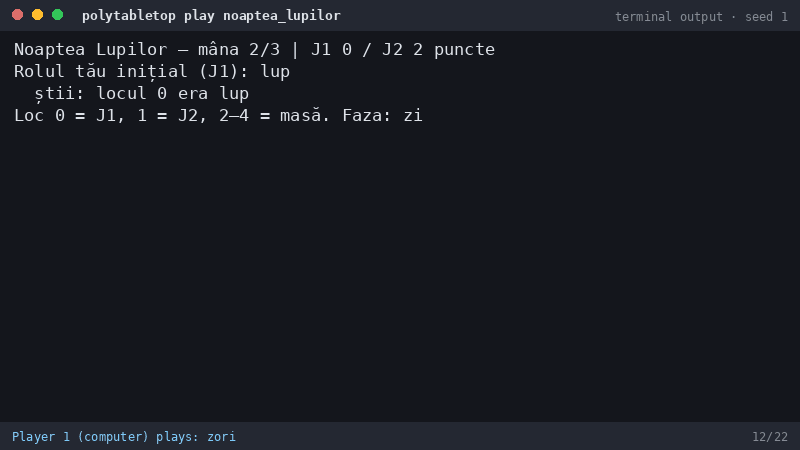 polytabletop play noaptea_lupilor
terminal output · seed 1
Noaptea Lupilor — mâna 2/3 | J1 0 / J2 2 puncte
Rolul tău inițial (J1): lup
știi: locul 0 era lup
Loc 0 = J1, 1 = J2, 2–4 = masă. Faza: zi
Player 1 (computer) plays: zori
12/22